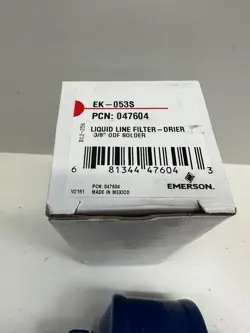 EK-053S
PCN: 047604
LIQUID LINE FILTER-DRIER
3/8" ODF SOLDER
6 81344 47604 3
PCN: 047604
V2161 MADE IN MEXICO
EMERSON